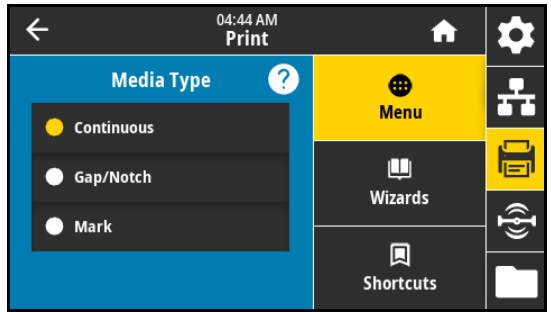 04:44 AM
Print
Media Type
?
Continuous
Gap/Notch
Mark
Menu
Wizards
Shortcuts